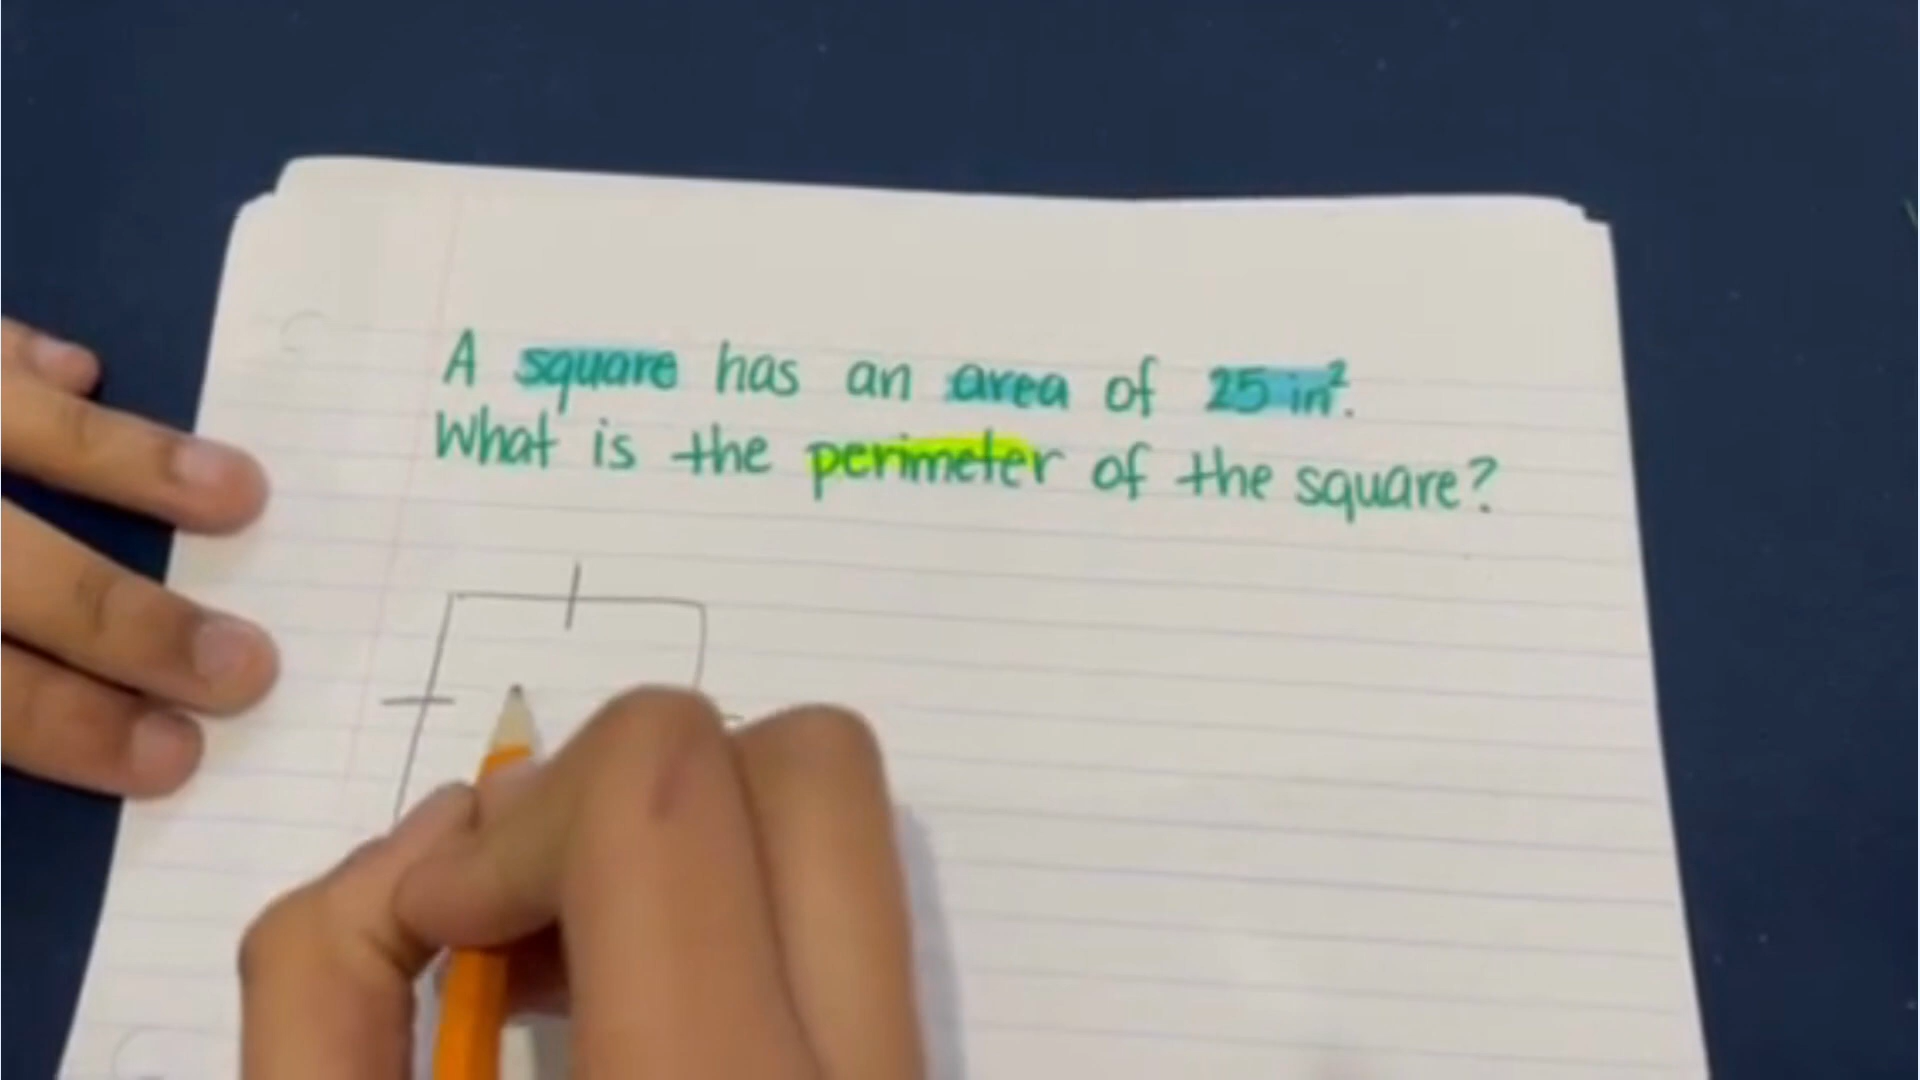 A square has an area of 25 in².
What is the perimeter of the square?